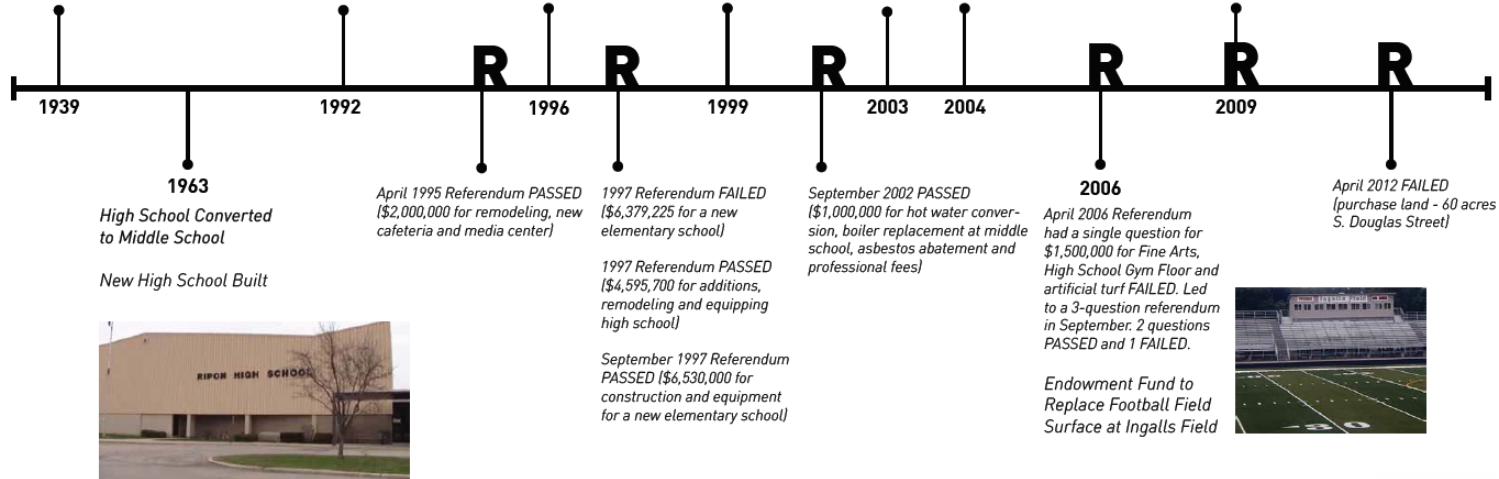 R R R R R R
1939 1992 1996 1999 2003 2004 2009
1963
High School Converted
to Middle School
New High School Built
RIPON HIGH SCHOOL
April 1995 Referendum PASSED
($2,000,000 for remodeling, new
cafeteria and media center)
1997 Referendum FAILED
($6,379,225 for a new
elementary school)
1997 Referendum PASSED
($4,595,700 for additions,
remodeling and equipping
high school)
September 1997 Referendum
PASSED ($6,530,000 for
construction and equipment
for a new elementary school)
September 2002 PASSED
($1,000,000 for hot water conver-
sion, boiler replacement at middle
school, asbestos abatement and
professional fees)
2006
April 2006 Referendum
had a single question for
$1,500,000 for Fine Arts,
High School Gym Floor and
artificial turf FAILED. Led
to a 3-question referendum
in September. 2 questions
PASSED and 1 FAILED.
Endowment Fund to
Replace Football Field
Surface at Ingalls Field
April 2012 FAILED
(purchase land - 60 acres
S. Douglas Street)
Ingalls Field
30